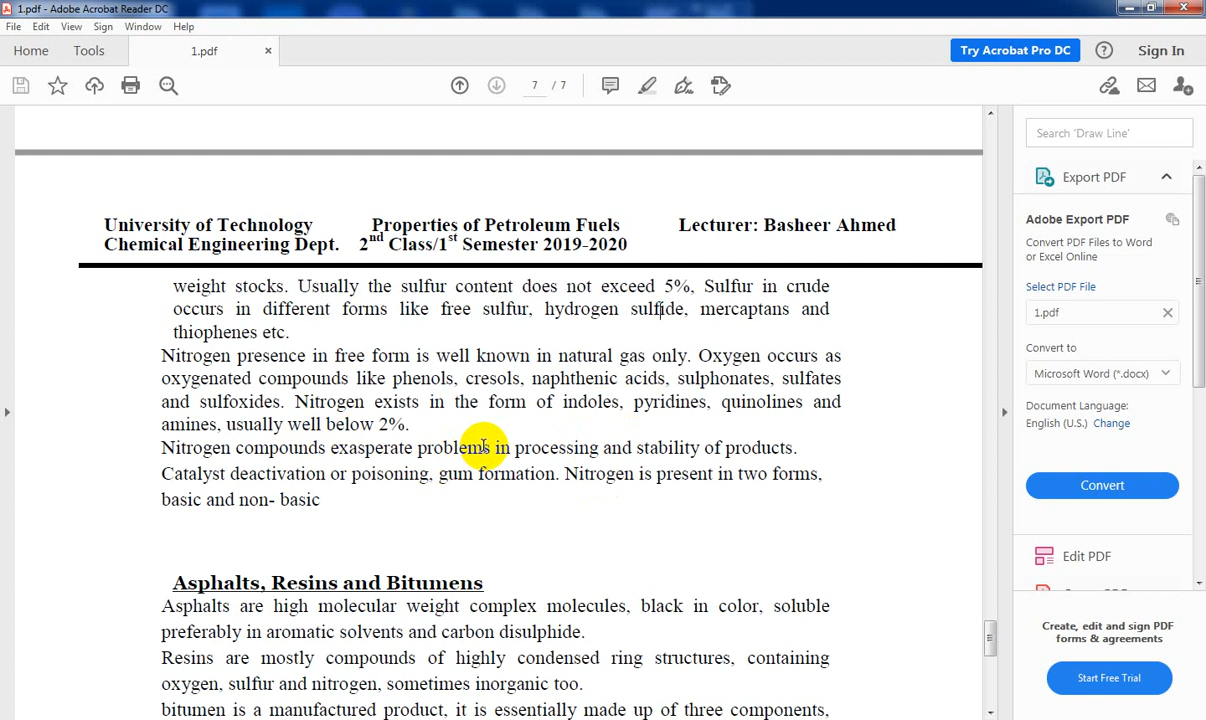 1.pdf - Adobe Acrobat Reader DC
File Edit View Sign Window Help
Home Tools 1.pdf × Try Acrobat Pro DC ? Sign In
7 / 7
Search 'Draw Line'
Export PDF
Adobe Export PDF
Convert PDF Files to Word
or Excel Online
Select PDF File
1.pdf ×
Convert to
Microsoft Word (*.docx)
Document Language:
English (U.S.) Change
Convert
Edit PDF
Create, edit and sign PDF
forms & agreements
Start Free Trial
University of Technology Properties of Petroleum Fuels Lecturer: Basheer Ahmed
Chemical Engineering Dept. 2nd Class/1st Semester 2019-2020
weight stocks. Usually the sulfur content does not exceed 5%, Sulfur in crude
occurs in different forms like free sulfur, hydrogen sulfide, mercaptans and
thiophenes etc.
Nitrogen presence in free form is well known in natural gas only. Oxygen occurs as
oxygenated compounds like phenols, cresols, naphthenic acids, sulphonates, sulfates
and sulfoxides. Nitrogen exists in the form of indoles, pyridines, quinolines and
amines, usually well below 2%.
Nitrogen compounds exasperate problems in processing and stability of products.
Catalyst deactivation or poisoning, gum formation. Nitrogen is present in two forms,
basic and non- basic
Asphalts, Resins and Bitumens
Asphalts are high molecular weight complex molecules, black in color, soluble
preferably in aromatic solvents and carbon disulphide.
Resins are mostly compounds of highly condensed ring structures, containing
oxygen, sulfur and nitrogen, sometimes inorganic too.
bitumen is a manufactured product, it is essentially made up of three components,